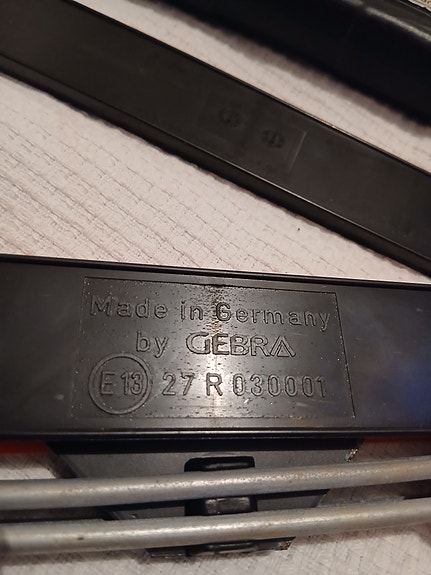 Made in Germany
by GEBRA
E13 27 R 030001